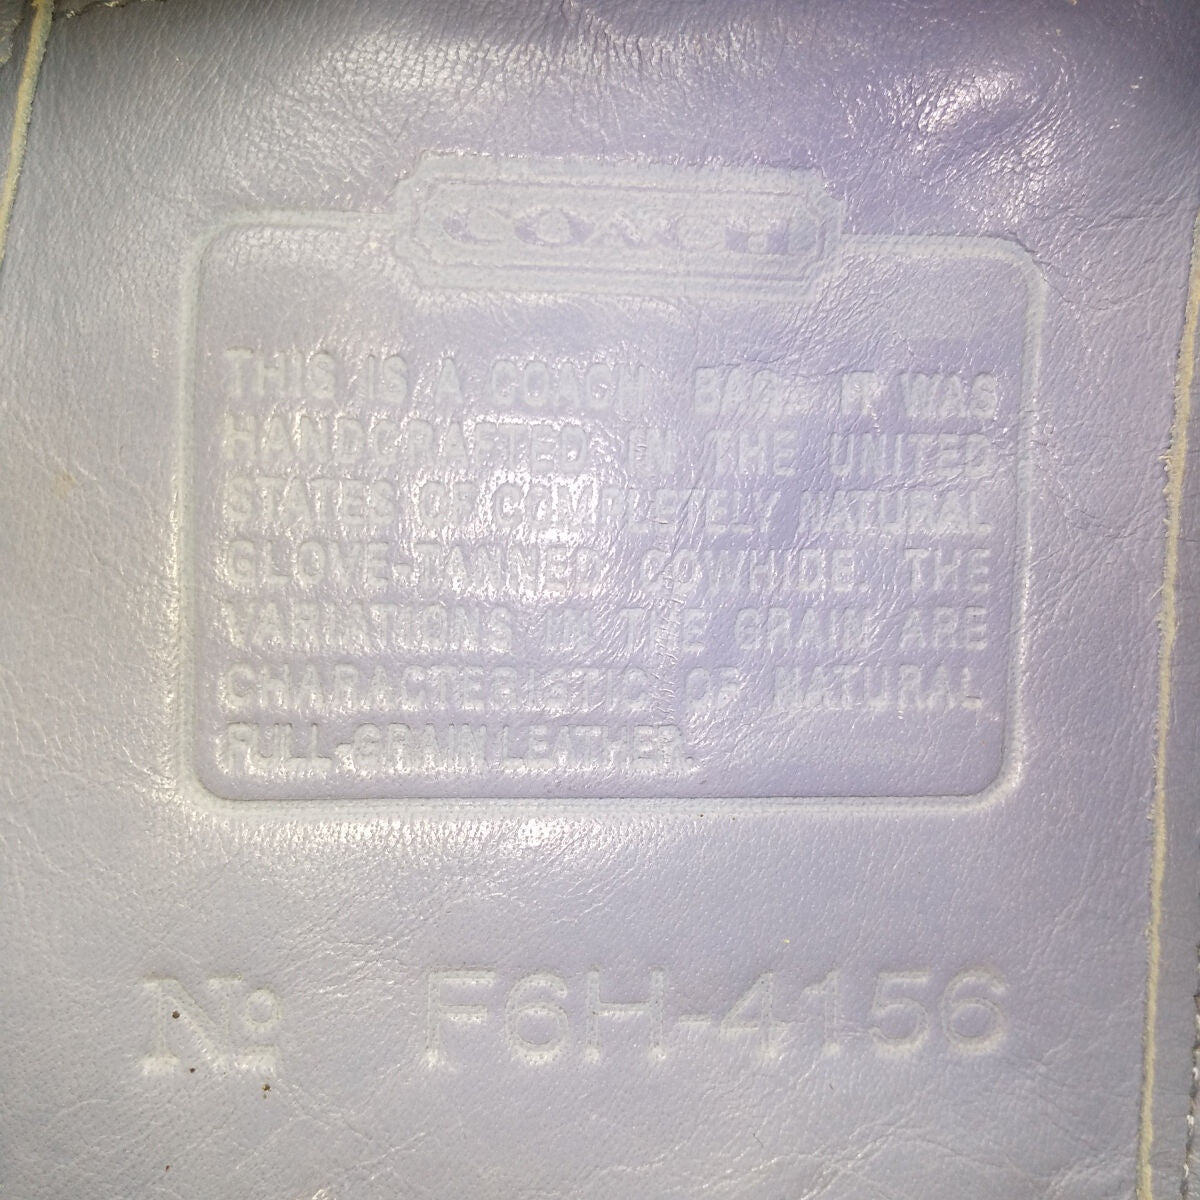 COACH
THIS IS A COACH BAG. IT WAS
HANDCRAFTED IN THE UNITED
STATES OF COMPLETELY NATURAL
GLOVE-TANNED COWHIDE. THE
VARIATIONS IN THE GRAIN ARE
CHARACTERISTIC OF NATURAL
FULL-GRAIN LEATHER.
No F6H-4156